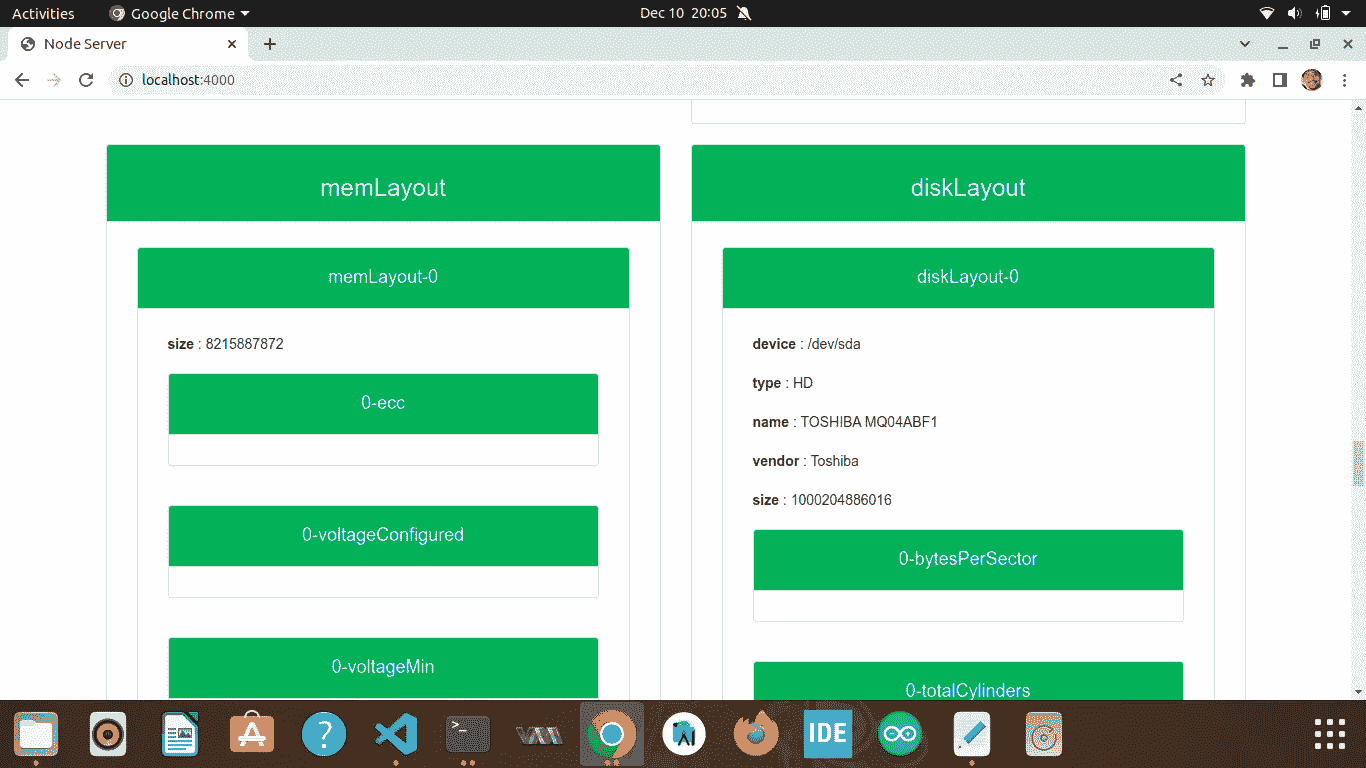 Activities
Google Chrome
Dec 10 20:05
Node Server
localhost:4000
memLayout
memLayout-0
size : 8215887872
0-ecc
0-voltageConfigured
0-voltageMin
diskLayout
diskLayout-0
device : /dev/sda
type : HD
name : TOSHIBA MQ04ABF1
vendor : Toshiba
size : 1000204886016
0-bytesPerSector
0-totalCylinders
IDE